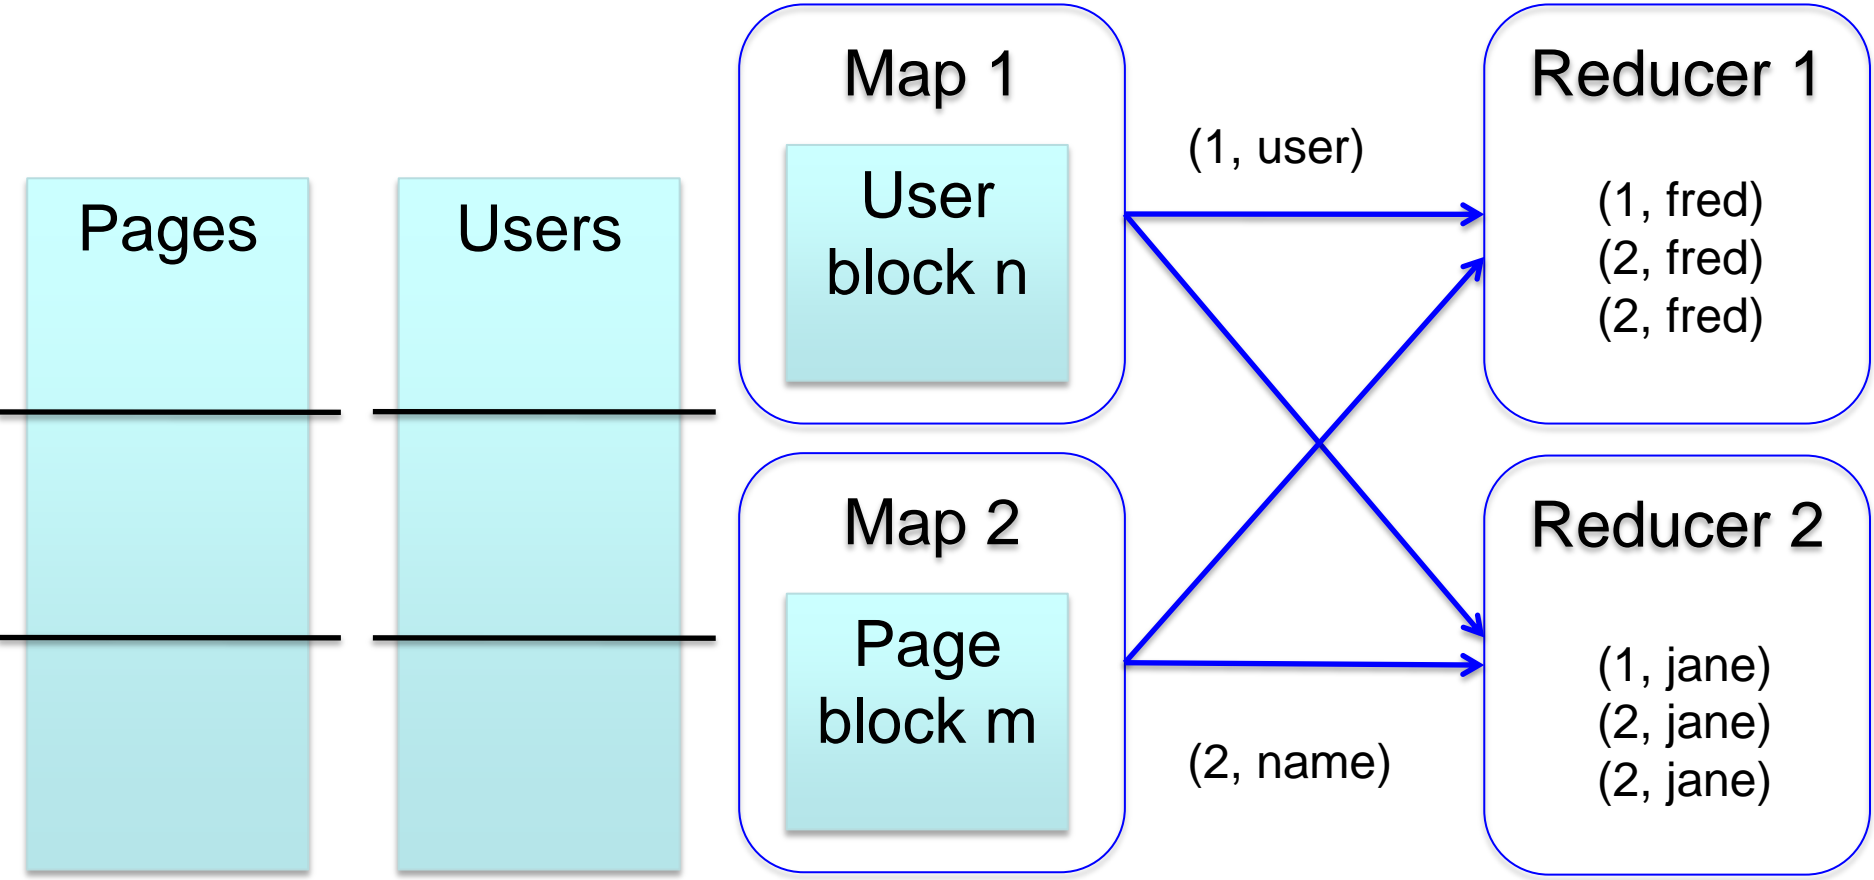 Pages
Users
Map 1
User
block n
Map 2
Page
block m
(1, user)
(2, name)
Reducer 1
(1, fred)
(2, fred)
(2, fred)
Reducer 2
(1, jane)
(2, jane)
(2, jane)